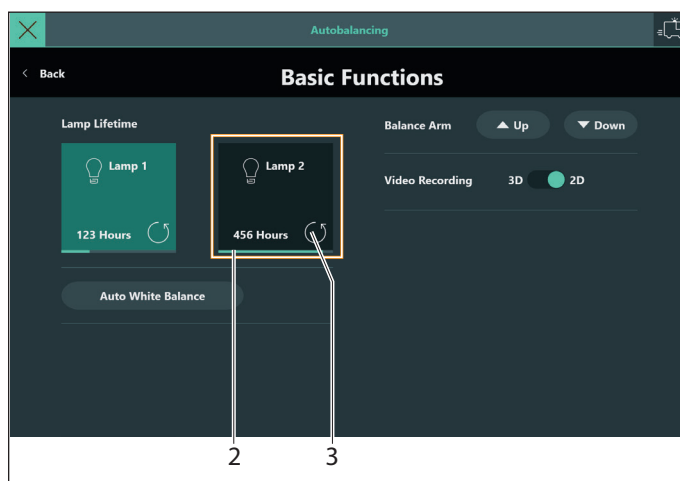 Autobalancing
< Back
Basic Functions
Lamp Lifetime
Lamp 1
123 Hours
Lamp 2
456 Hours
Auto White Balance
Balance Arm
Up
Down
Video Recording
3D
2D
2
3